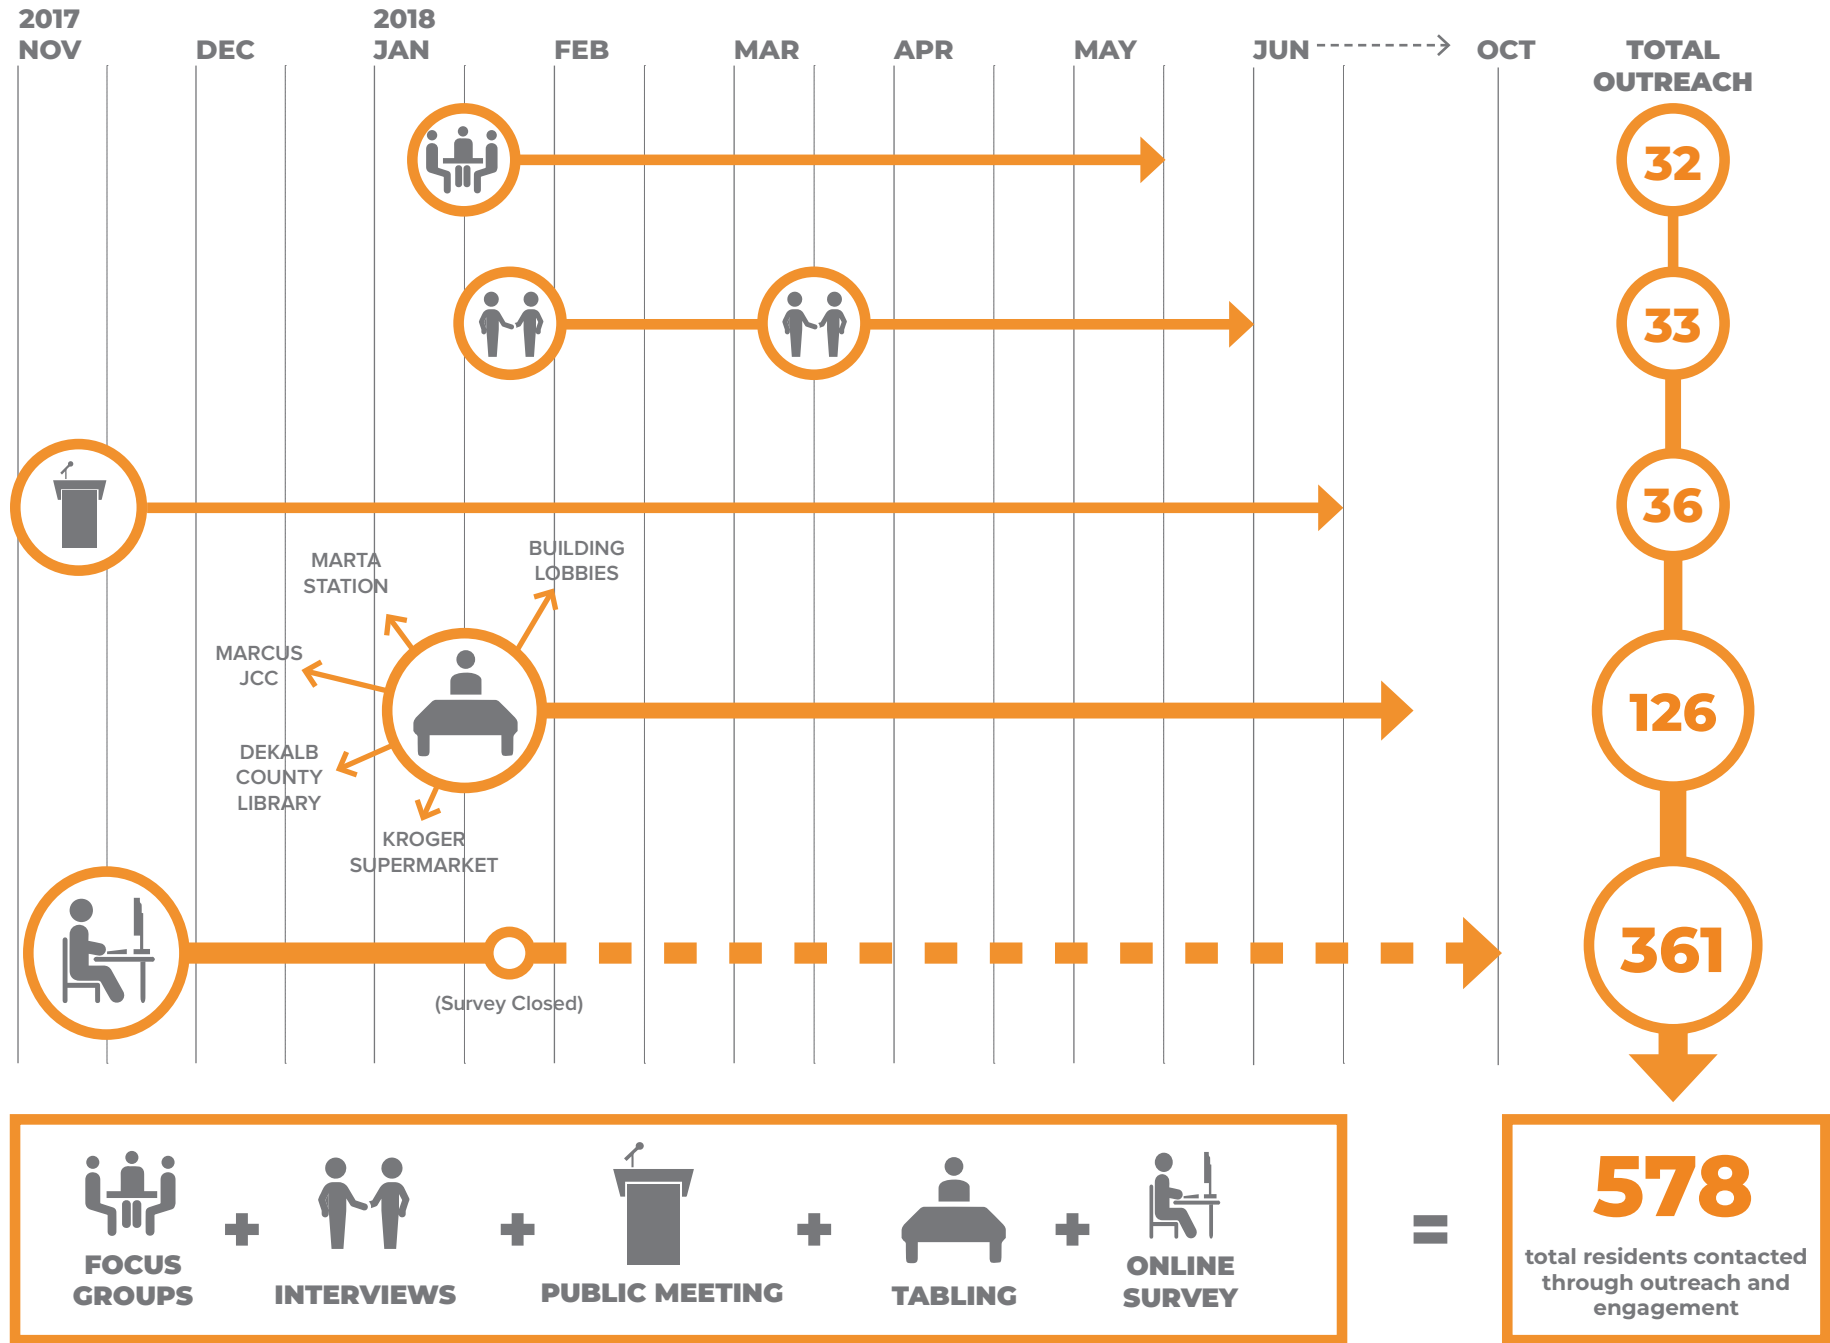 2017
NOV
DEC
2018
JAN
FEB
MAR
APR
MAY
JUN
OCT
TOTAL
OUTREACH
32
33
36
MARTA
STATION
BUILDING
LOBBIES
MARCUS
JCC
DEKALB
COUNTY
LIBRARY
KROGER
SUPERMARKET
126
(Survey Closed)
361
FOCUS
GROUPS
+
INTERVIEWS
+
PUBLIC MEETING
+
TABLING
+
ONLINE
SURVEY
=
578
total residents contacted
through outreach and
engagement